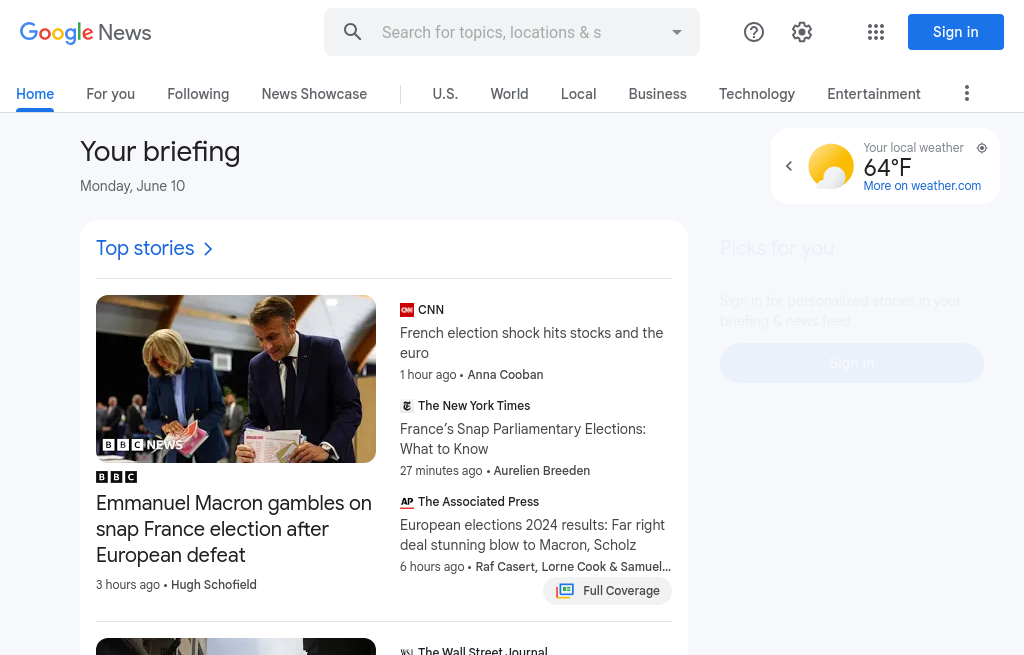 Google News
Search for topics, locations & s
Sign in
Home
For you
Following
News Showcase
U.S.
World
Local
Business
Technology
Entertainment
Your briefing
Monday, June 10
Your local weather
64°F
More on weather.com
Top stories
BBC NEWS
BBC
Emmanuel Macron gambles on
snap France election after
European defeat
3 hours ago • Hugh Schofield
CNN
French election shock hits stocks and the
euro
1 hour ago • Anna Cooban
The New York Times
France’s Snap Parliamentary Elections:
What to Know
27 minutes ago • Aurelien Breeden
AP The Associated Press
European elections 2024 results: Far right
deal stunning blow to Macron, Scholz
6 hours ago • Raf Casert, Lorne Cook & Samuel...
Full Coverage
WSJ The Wall Street Journal
Picks for you
Sign in for personalized stories in your
briefing & news feed
Sign in